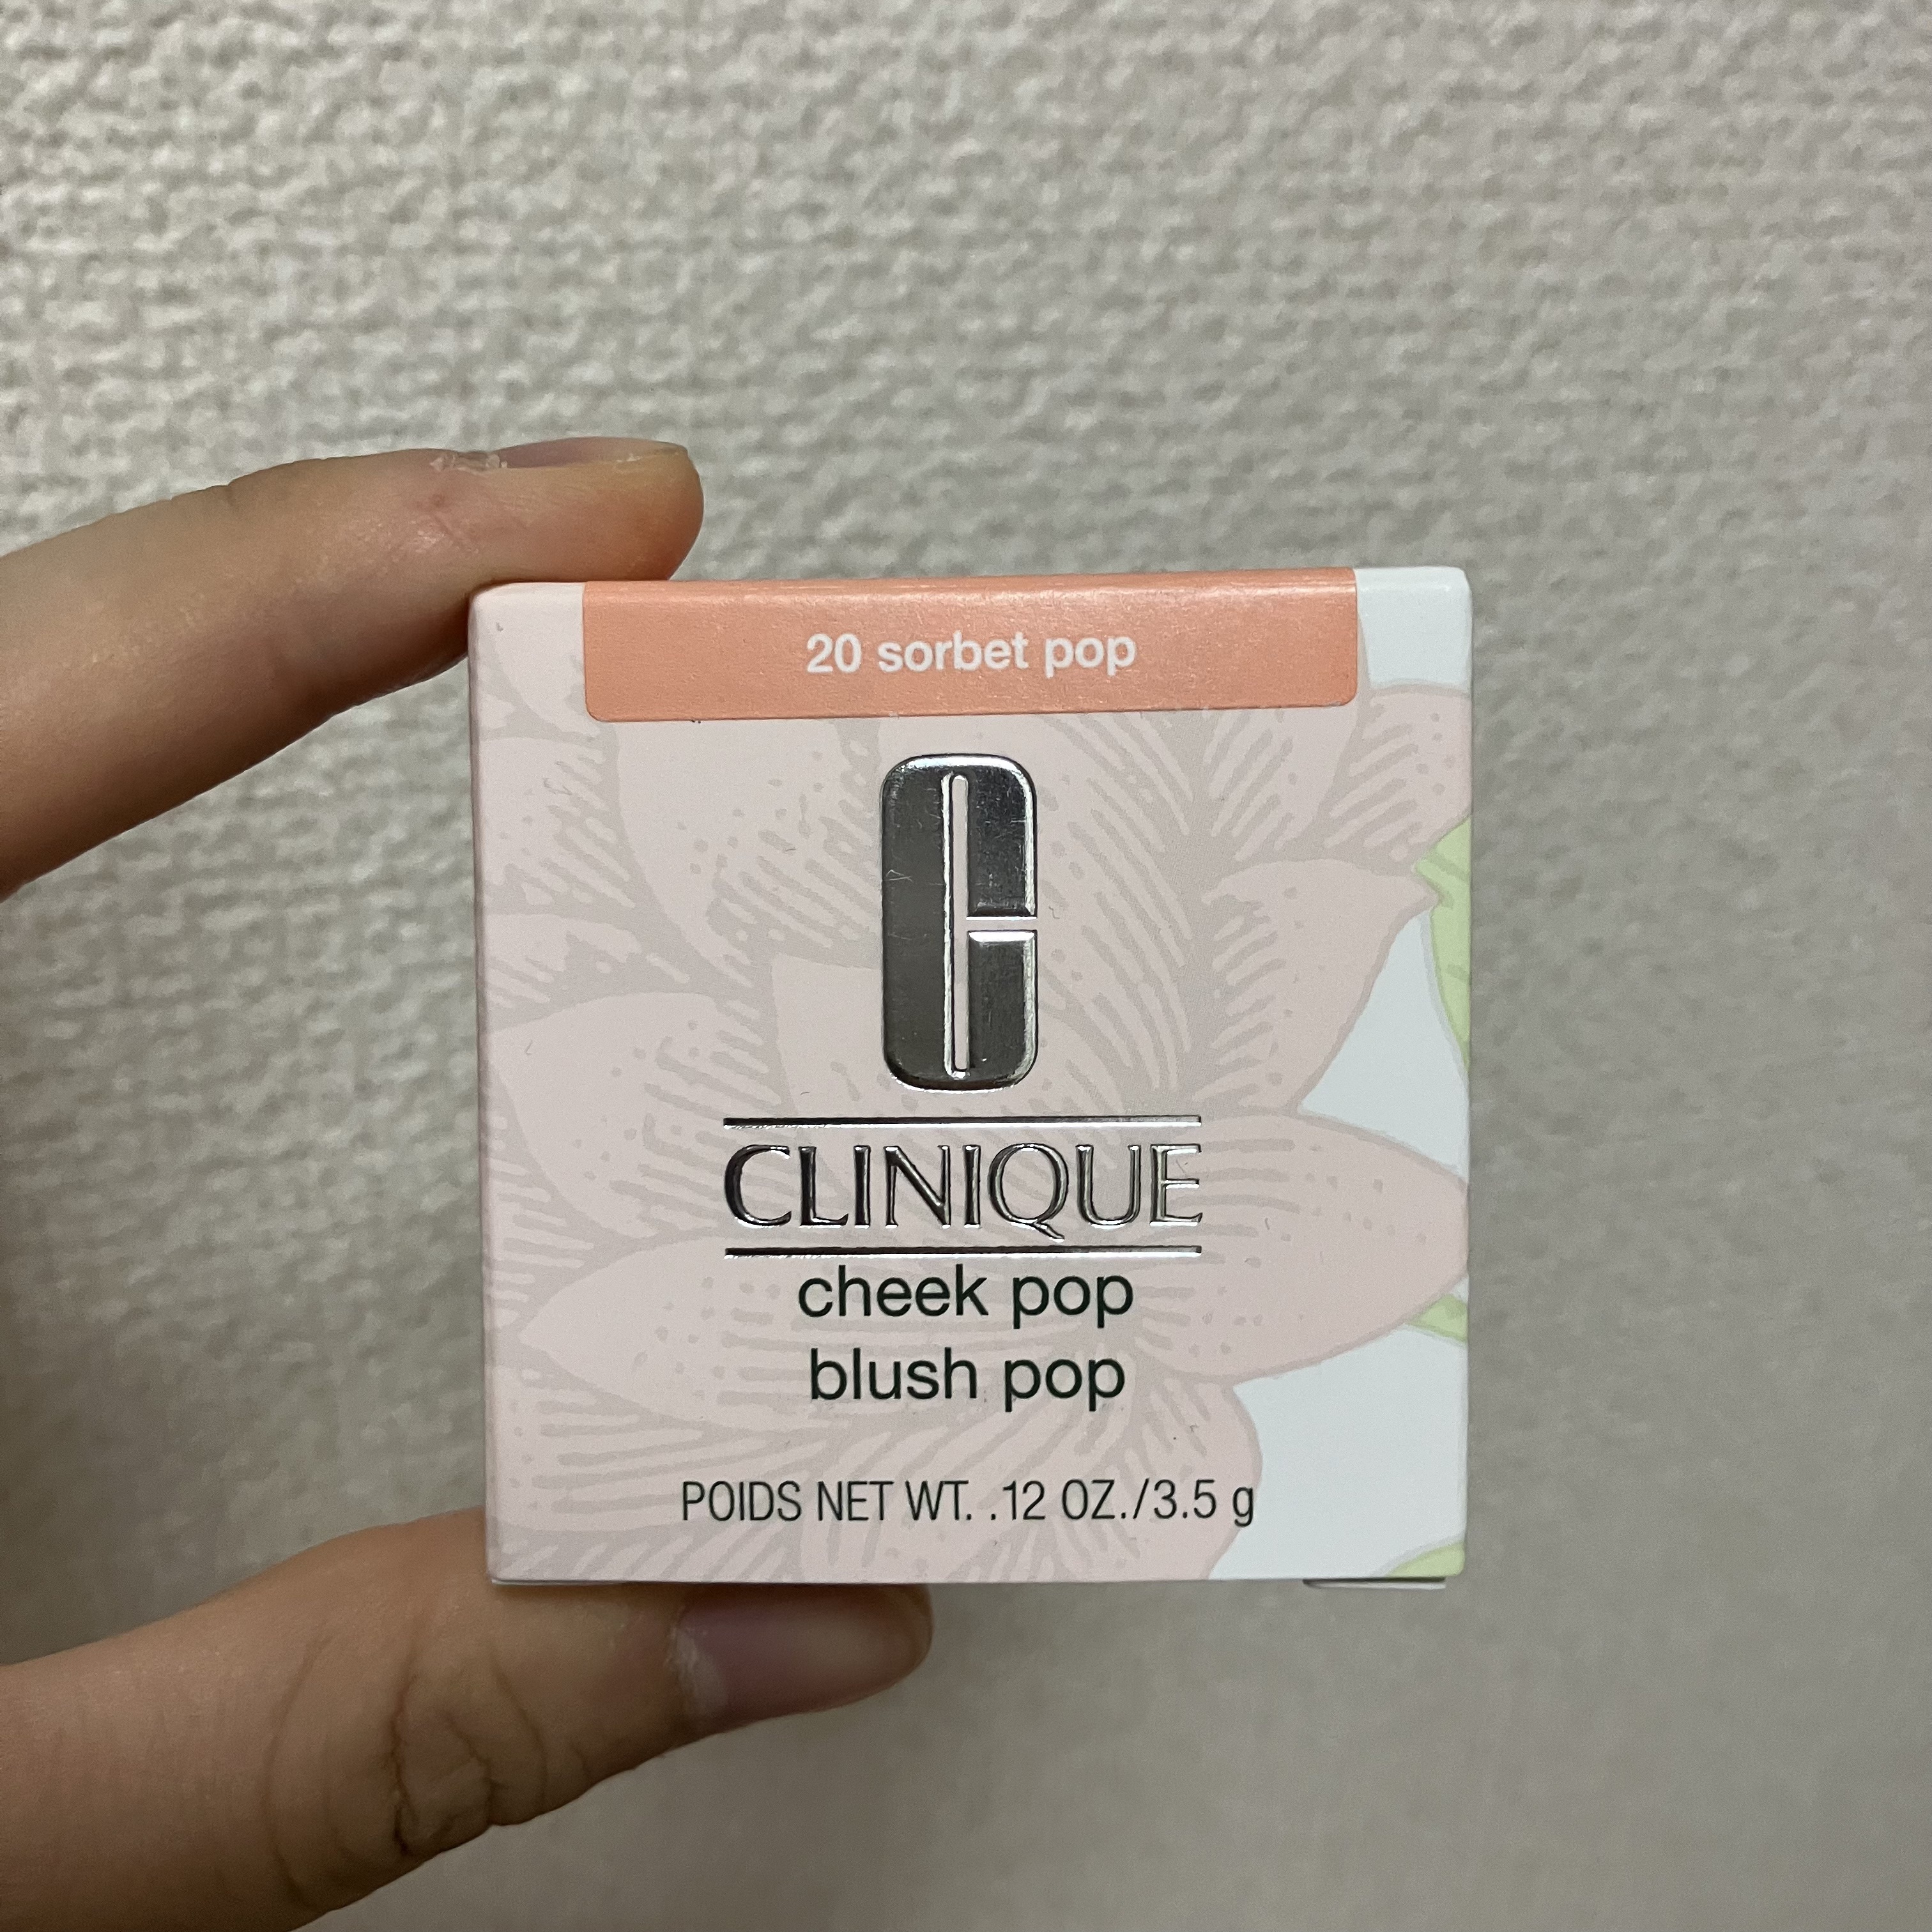 20 sorbet pop
C
CLINIQUE
cheek pop
blush pop
POIDS NET WT. .12 OZ./3.5 g